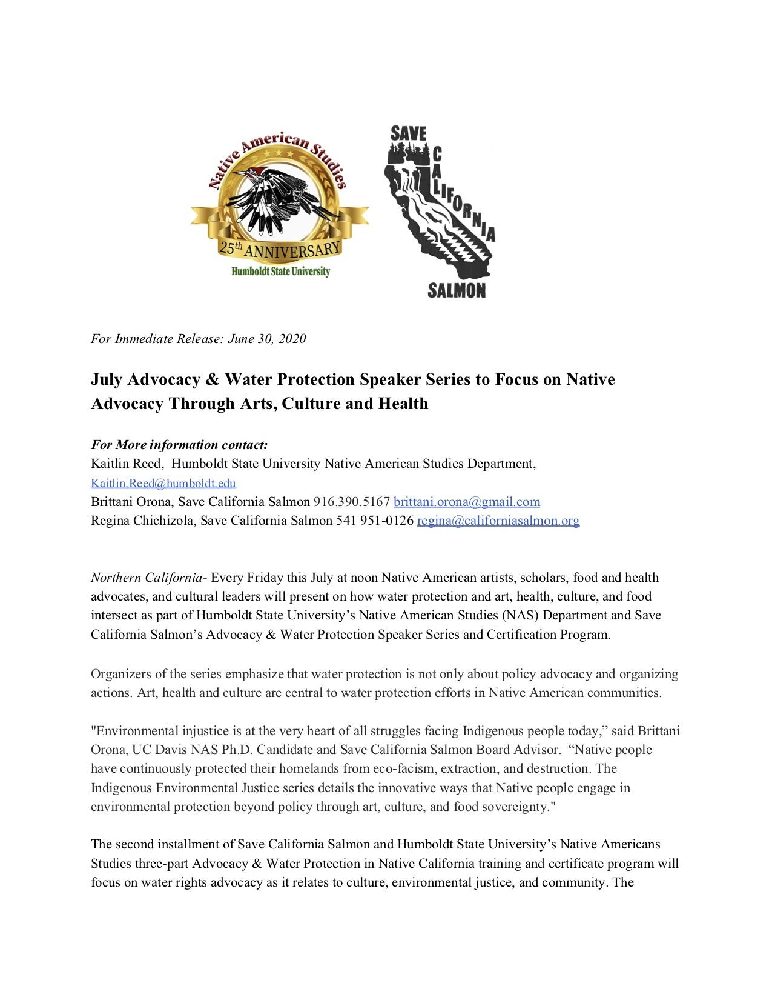 Native American Studies
25th ANNIVERSARY
Humboldt State University
SAVE
CALIFORNIA
SALMON
For Immediate Release: June 30, 2020
July Advocacy & Water Protection Speaker Series to Focus on Native
Advocacy Through Arts, Culture and Health
For More information contact:
Kaitlin Reed,  Humboldt State University Native American Studies Department,
Kaitlin.Reed@humboldt.edu
Brittani Orona, Save California Salmon 916.390.5167 brittani.orona@gmail.com
Regina Chichizola, Save California Salmon 541 951-0126 regina@californiasalmon.org
Northern California- Every Friday this July at noon Native American artists, scholars, food and health
advocates, and cultural leaders will present on how water protection and art, health, culture, and food
intersect as part of Humboldt State University’s Native American Studies (NAS) Department and Save
California Salmon’s Advocacy & Water Protection Speaker Series and Certification Program.
Organizers of the series emphasize that water protection is not only about policy advocacy and organizing
actions. Art, health and culture are central to water protection efforts in Native American communities.
"Environmental injustice is at the very heart of all struggles facing Indigenous people today,” said Brittani
Orona, UC Davis NAS Ph.D. Candidate and Save California Salmon Board Advisor.  “Native people
have continuously protected their homelands from eco-facism, extraction, and destruction. The
Indigenous Environmental Justice series details the innovative ways that Native people engage in
environmental protection beyond policy through art, culture, and food sovereignty."
The second installment of Save California Salmon and Humboldt State University’s Native Americans
Studies three-part Advocacy & Water Protection in Native California training and certificate program will
focus on water rights advocacy as it relates to culture, environmental justice, and community. The